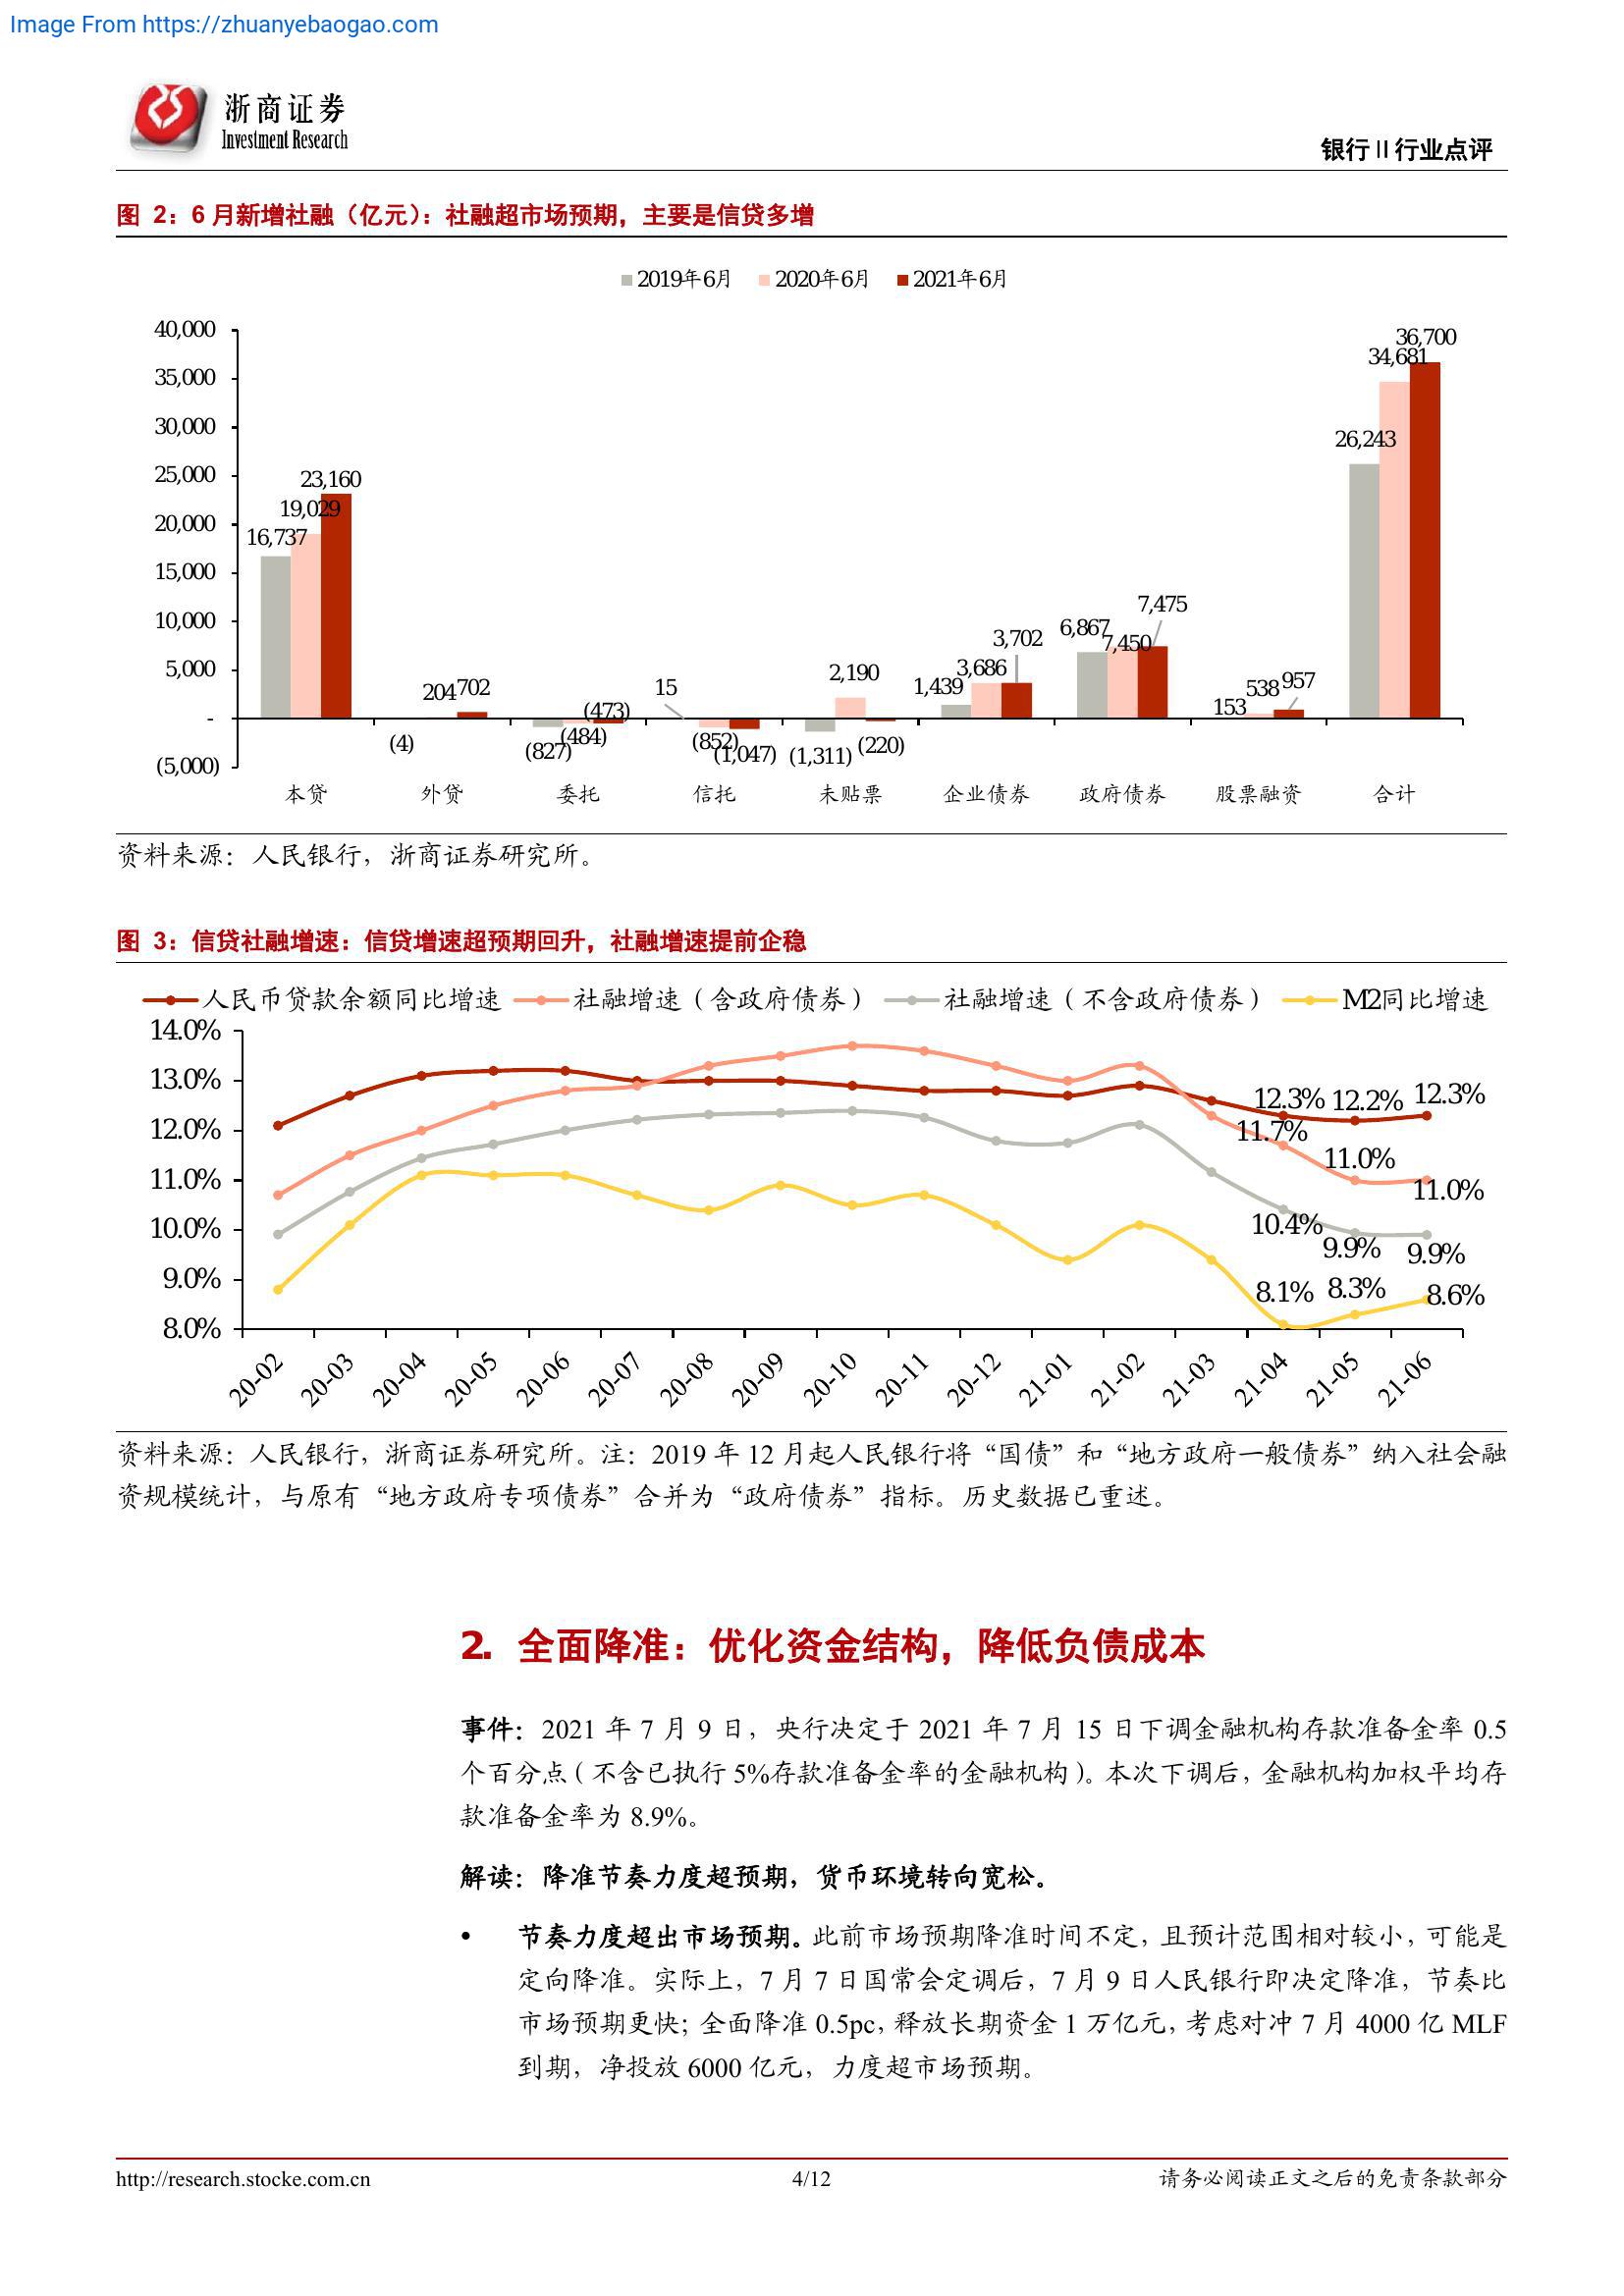 Image From https://zhuanyebaogao.com
浙商证券
Investment Research
银行Ⅱ行业点评
图 2：6 月新增社融（亿元）：社融超市场预期，主要是信贷多增
2019年6月 2020年6月 2021年6月
40,000
35,000
30,000
25,000
20,000
15,000
10,000
5,000
-
(5,000)
16,737 19,029 23,160
(4) 204 702
(827) (484) (473)
15 (852) (1,047)
(1,311) 2,190 (220)
1,439 3,686 3,702
6,867 7,450 7,475
153 538 957
26,243 34,681 36,700
本贷 外贷 委托 信托 未贴票 企业债券 政府债券 股票融资 合计
资料来源：人民银行，浙商证券研究所。
图 3：信贷社融增速：信贷增速超预期回升，社融增速提前企稳
人民币贷款余额同比增速 社融增速（含政府债券） 社融增速（不含政府债券） M2同比增速
14.0%
13.0%
12.0%
11.0%
10.0%
9.0%
8.0%
12.3% 12.2% 12.3%
11.7% 11.0% 11.0%
10.4% 9.9% 9.9%
8.1% 8.3% 8.6%
20-02 20-03 20-04 20-05 20-06 20-07 20-08 20-09 20-10 20-11 20-12 21-01 21-02 21-03 21-04 21-05 21-06
资料来源：人民银行，浙商证券研究所。注：2019 年 12 月起人民银行将“国债”和“地方政府一般债券”纳入社会融
资规模统计，与原有“地方政府专项债券”合并为“政府债券”指标。历史数据已重述。
2. 全面降准：优化资金结构，降低负债成本
事件：2021 年 7 月 9 日，央行决定于 2021 年 7 月 15 日下调金融机构存款准备金率 0.5
个百分点（不含已执行 5%存款准备金率的金融机构）。本次下调后，金融机构加权平均存
款准备金率为 8.9%。
解读：降准节奏力度超预期，货币环境转向宽松。
• 节奏力度超出市场预期。此前市场预期降准时间不定，且预计范围相对较小，可能是
定向降准。实际上，7 月 7 日国常会定调后，7 月 9 日人民银行即决定降准，节奏比
市场预期更快；全面降准 0.5pc，释放长期资金 1 万亿元，考虑对冲 7 月 4000 亿 MLF
到期，净投放 6000 亿元，力度超市场预期。
http://research.stocke.com.cn 4/12 请务必阅读正文之后的免责条款部分